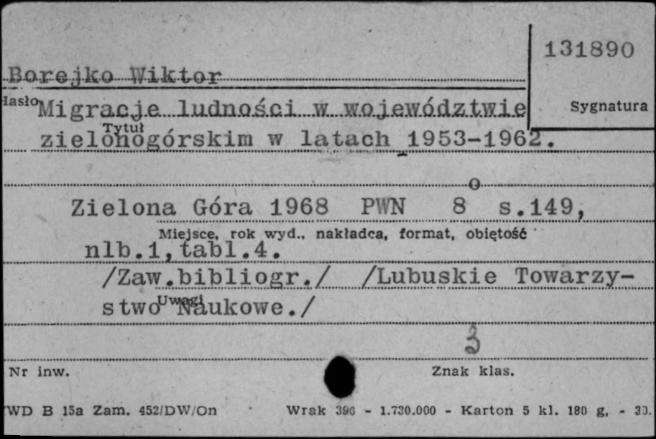 131890
Borejko Wiktor
Hasło
Sygnatura
Migracje ludności w województwie
Tytuł
zielonogórskim w latach 1953-1962.
Zielona Góra 1968 PWN 8° s.149,
Miejsce, rok wyd., nakładca, format, objętość
nlb.1,tabl.4.
/Zaw.bibliogr./ /Lubuskie Towarzy-
Uwagi
stwo Naukowe./
3
Nr inw.
Znak klas.
WD B 15a Zam. 452/DW/On Wrak 396 - 1.730.000 - Karton 5 kl. 180 g. -